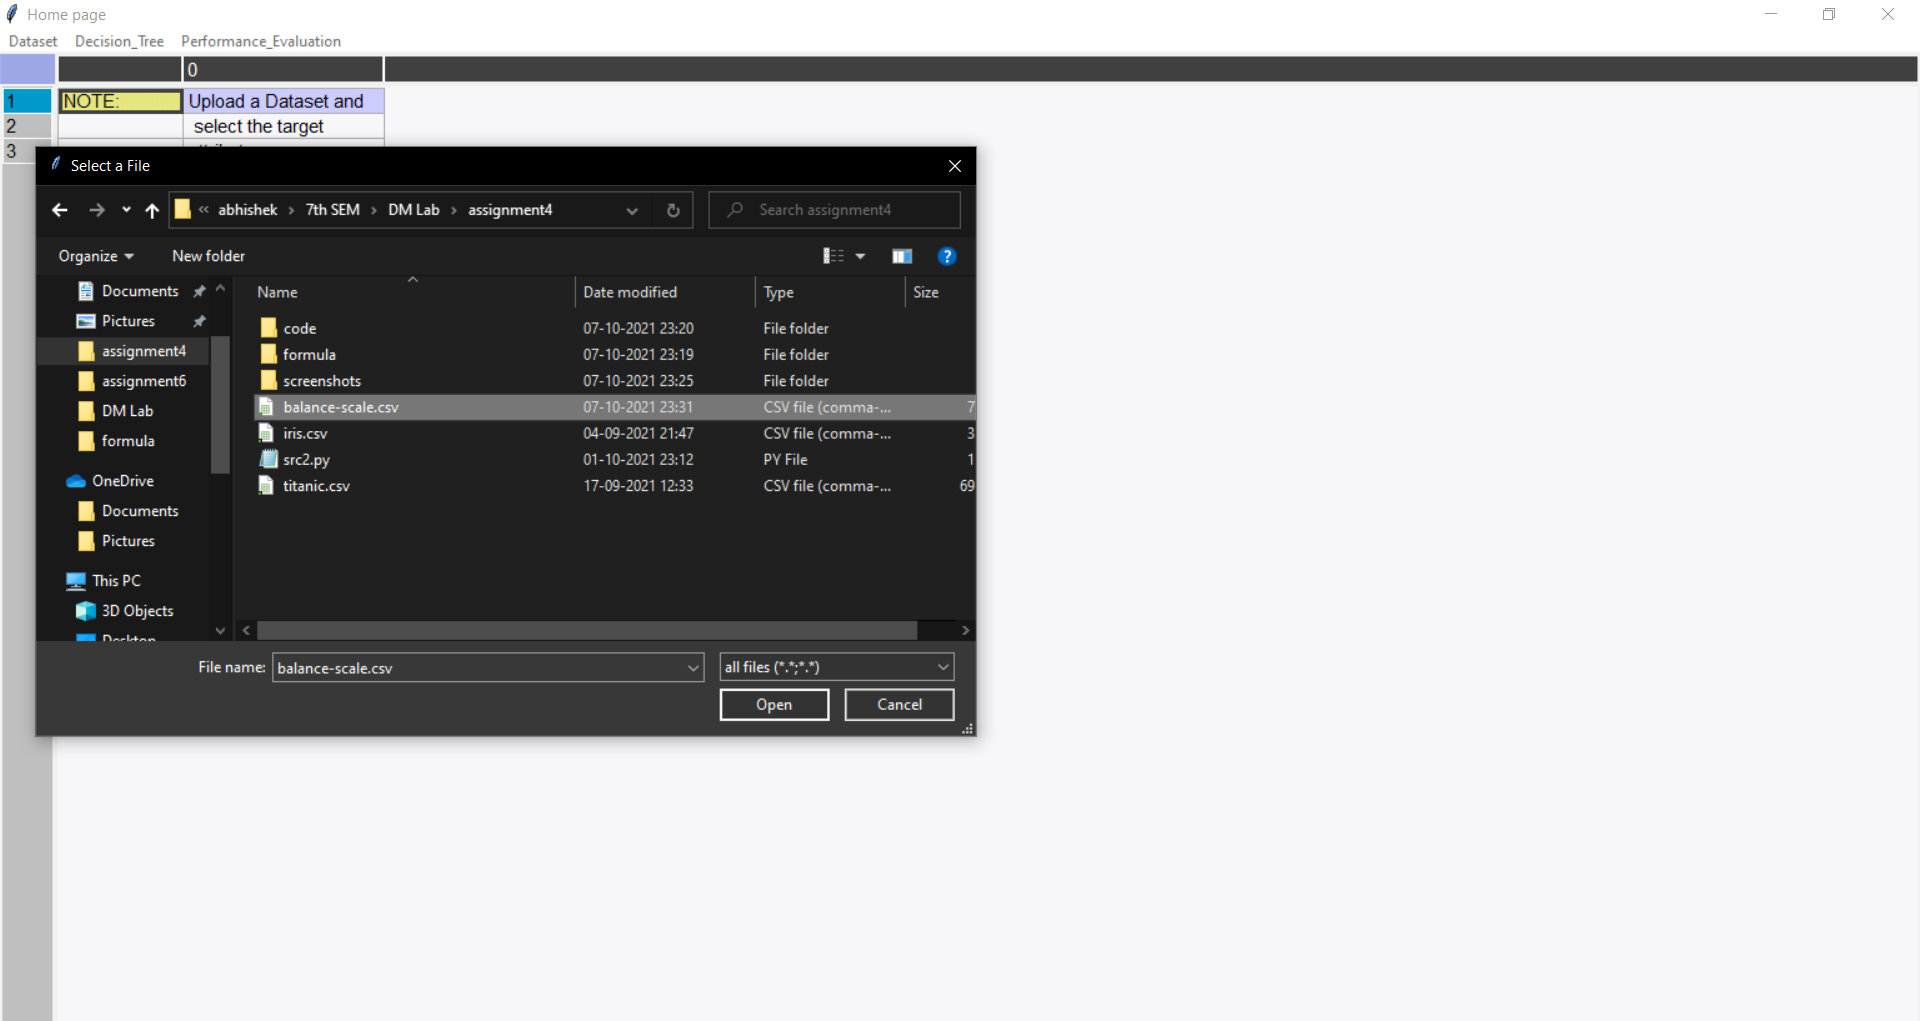 Home page
Dataset Decision_Tree Performance_Evaluation
0
1 NOTE: Upload a Dataset and
2 select the target
3
Select a File
« abhishek › 7th SEM › DM Lab › assignment4
Search assignment4
Organize New folder
?
Documents
Pictures
assignment4
assignment6
DM Lab
formula
OneDrive
Documents
Pictures
This PC
3D Objects
Desktop
Name Date modified Type Size
code 07-10-2021 23:20 File folder
formula 07-10-2021 23:19 File folder
screenshots 07-10-2021 23:25 File folder
balance-scale.csv 07-10-2021 23:31 CSV file (comma-... 7
iris.csv 04-09-2021 21:47 CSV file (comma-... 3
src2.py 01-10-2021 23:12 PY File 1
titanic.csv 17-09-2021 12:33 CSV file (comma-... 69
File name: balance-scale.csv all files (*.*;*.*)
Open Cancel